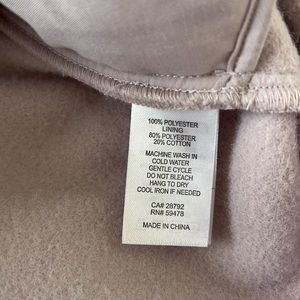 100% POLYESTER
LINING
80% POLYESTER
20% COTTON
MACHINE WASH IN
COLD WATER
GENTLE CYCLE
DO NOT BLEACH
HANG TO DRY
COOL IRON IF NEEDED
CA# 28792
RN# 59478
MADE IN CHINA